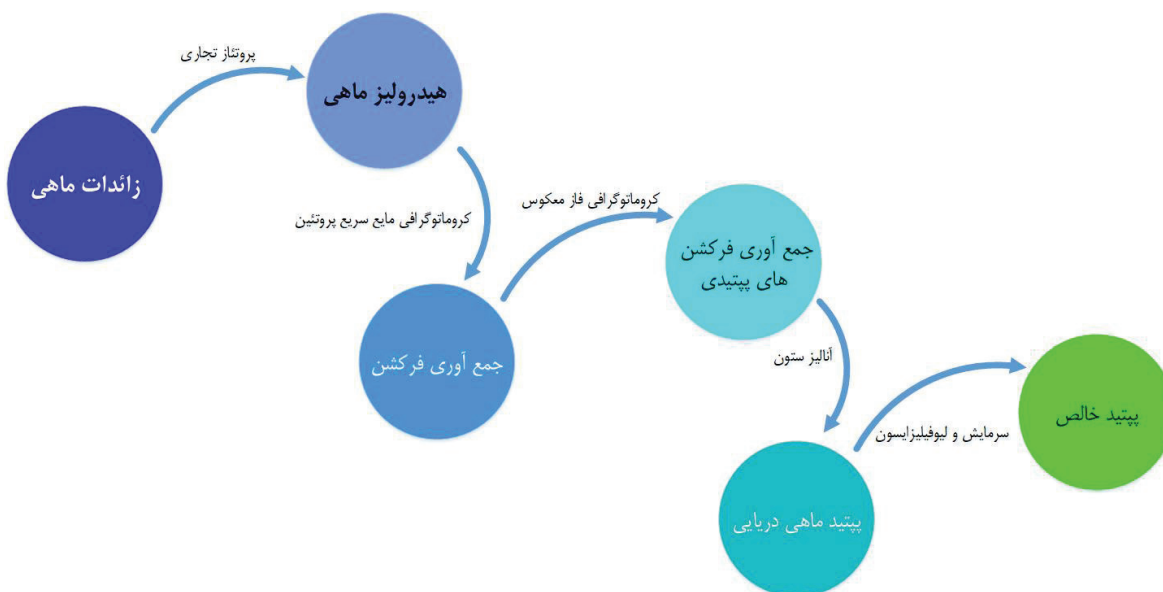 زائدات ماهی
پروتئاز تجاری
هیدرولیز ماهی
کروماتوگرافی مایع سریع پروتئین
جمع آوری فرکشن
کروماتوگرافی فاز معکوس
جمع آوری فرکشن
های پپتیدی
آنالیز ستون
پپتید ماهی دریایی
سرمایش و لیوفیلیزایسون
پپتید خالص